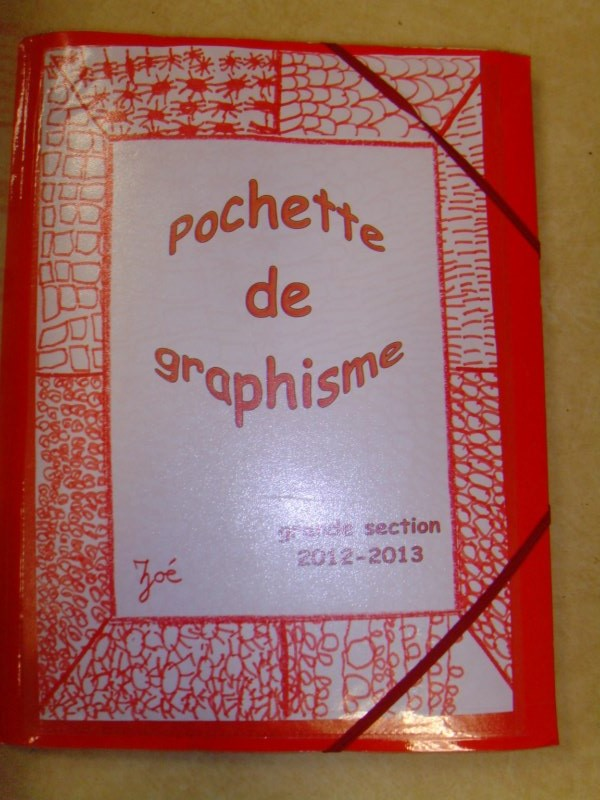 Pochette
de
graphisme
grande section
2012-2013
Zoé